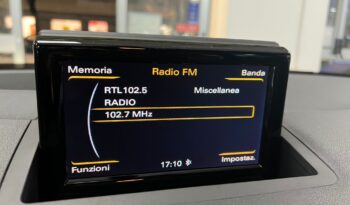 Memoria Radio FM Banda
RTL102.5 Miscellanea
RADIO
102.7 MHz
Funzioni 17:10 Impostaz.